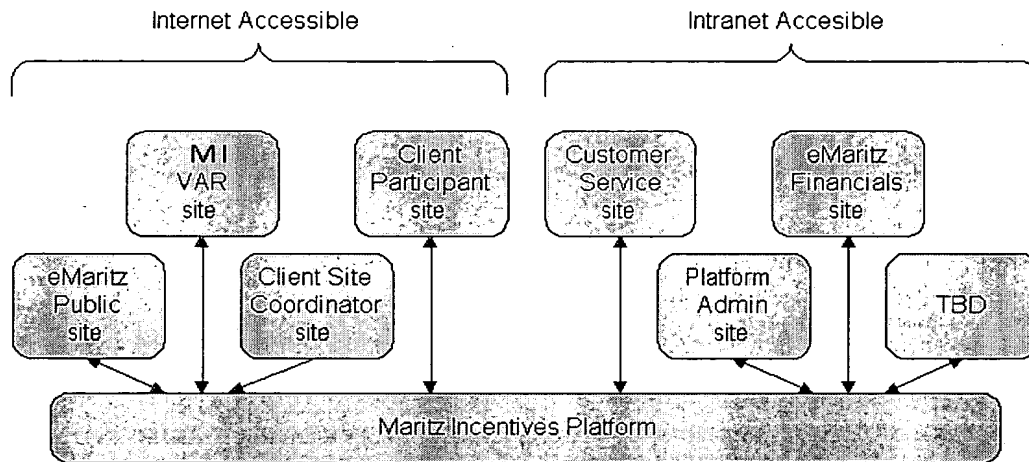 Internet Accessible
Intranet Accesible
MI
VAR
site
Client
Participant
site
Customer
Service
site
eMaritz
Financials
site
eMaritz
Public
site
Client Site
Coordinator
site
Platform
Admin
site
TBD
Maritz Incentives Platform